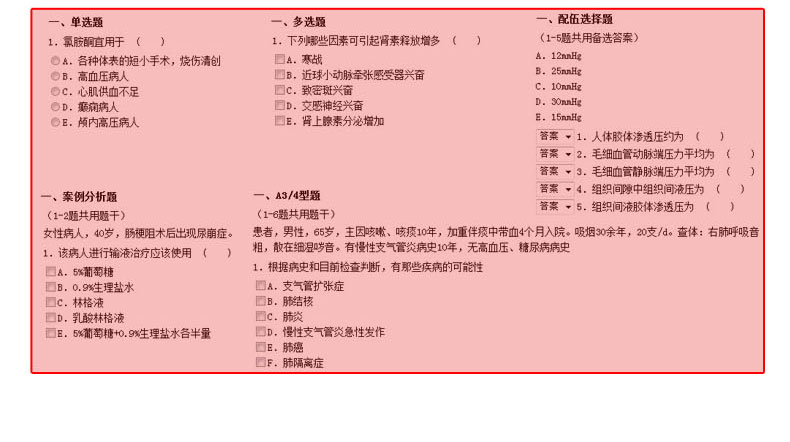 一、单选题
1．氯胺酮宜用于 （　　）
A．各种体表的短小手术，烧伤清创
B．高血压病人
C．心肌供血不足
D．癫痫病人
E．颅内高压病人
一、多选题
1．下列哪些因素可引起肾素释放增多 （　　）
A．寒战
B．近球小动脉牵张感受器兴奋
C．致密斑兴奋
D．交感神经兴奋
E．肾上腺素分泌增加
一、配伍选择题
（1-5题共用备选答案）
A．12mmHg
B．25mmHg
C．10mmHg
D．30mmHg
E．15mmHg
答案 1．人体胶体渗透压约为 （　　）
答案 2．毛细血管动脉端压力平均为 （　　）
答案 3．毛细血管静脉端压力平均为 （　　）
答案 4．组织间隙中组织间液压为 （　　）
答案 5．组织间液胶体渗透压为 （　　）
一、案例分析题
（1-2题共用题干）
女性病人，40岁，肠梗阻术后出现尿崩症。
1．该病人进行输液治疗应该使用 （　　）
A．5%葡萄糖
B．0.9%生理盐水
C．林格液
D．乳酸林格液
E．5%葡萄糖+0.9%生理盐水各半量
一、A3/4型题
（1-6题共用题干）
患者，男性，65岁，主因咳嗽、咳痰10年，加重伴痰中带血4个月入院。吸烟30余年，20支/d。查体：右肺呼吸音
粗，散在细湿啰音。有慢性支气管炎病史10年，无高血压、糖尿病病史
1．根据病史和目前检查判断，有那些疾病的可能性
A．支气管扩张症
B．肺结核
C．肺炎
D．慢性支气管炎急性发作
E．肺癌
F．肺隔离症